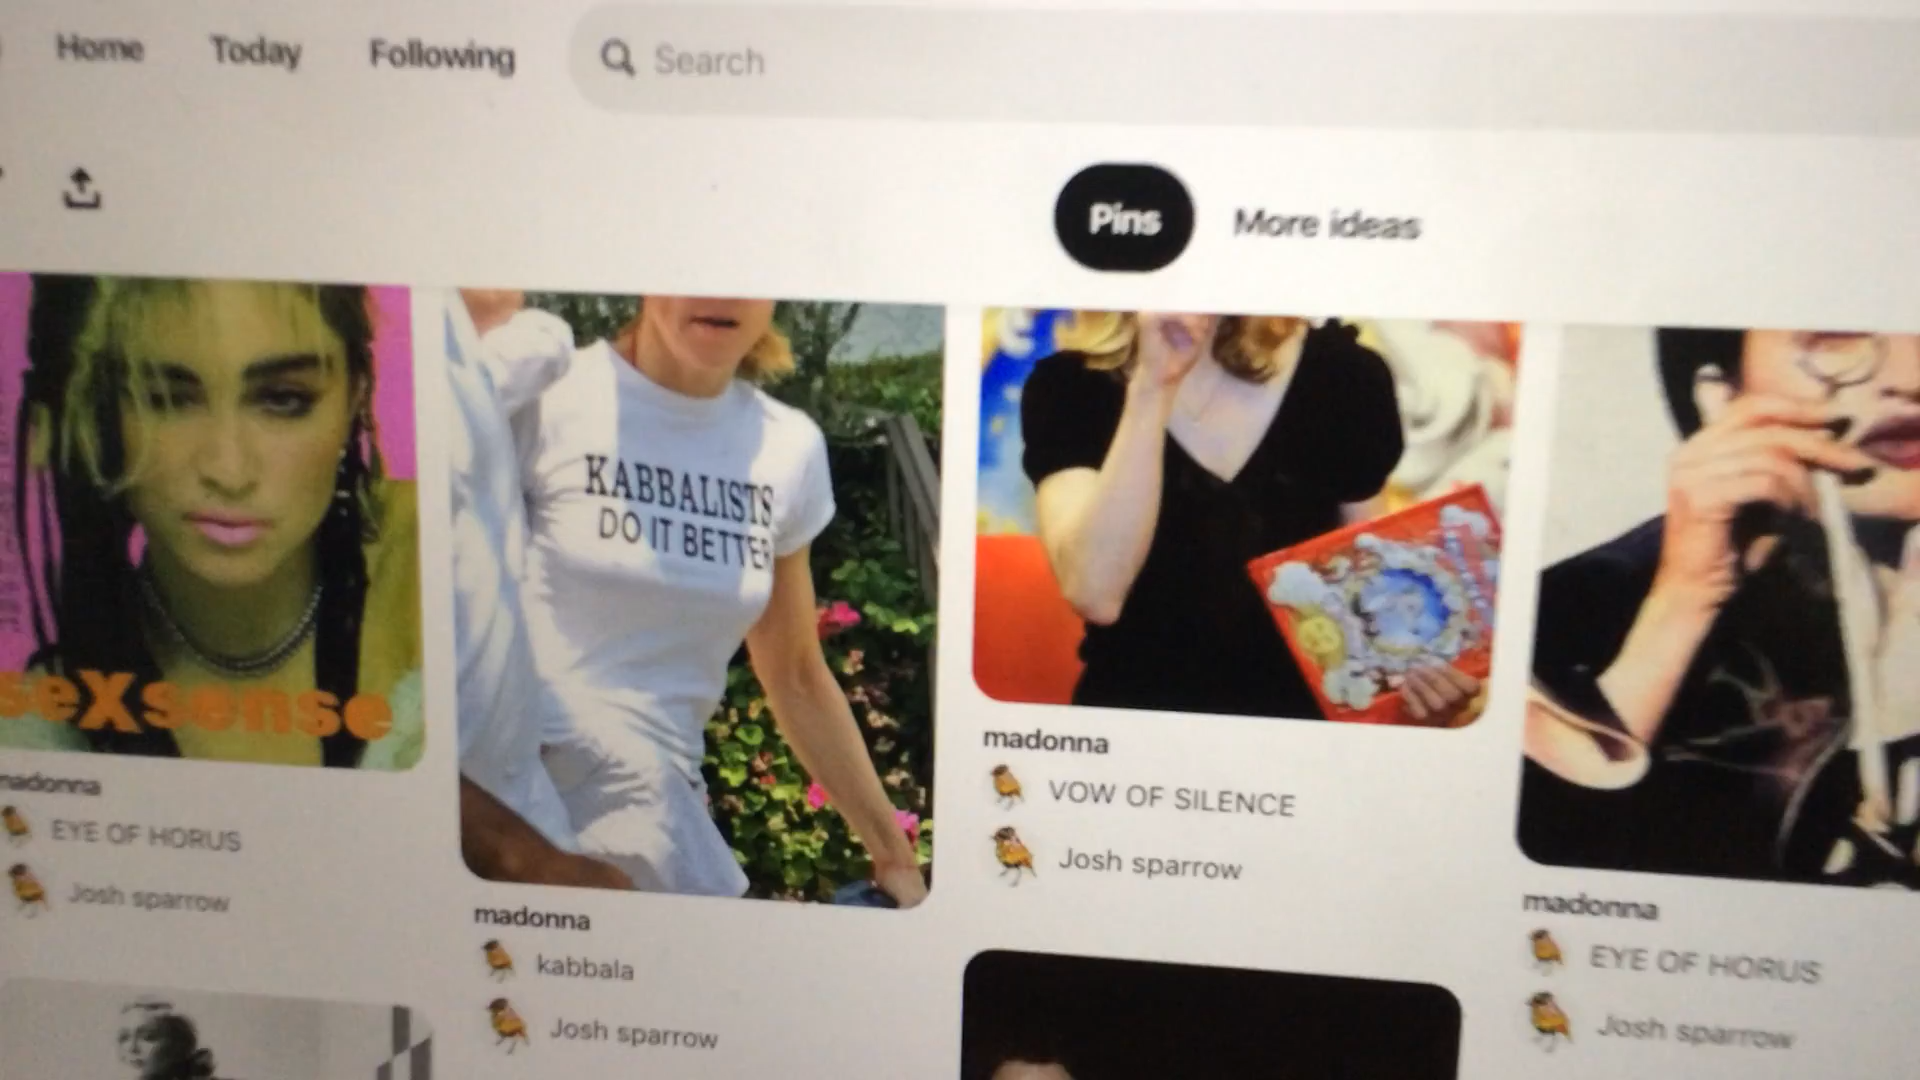 Home
Today
Following
Search
Pins
More ideas
seXsense
madonna
EYE OF HORUS
Josh sparrow
KABBALISTS
DO IT BETTER
madonna
kabbala
Josh sparrow
madonna
VOW OF SILENCE
Josh sparrow
madonna
EYE OF HORUS
Josh sparrow